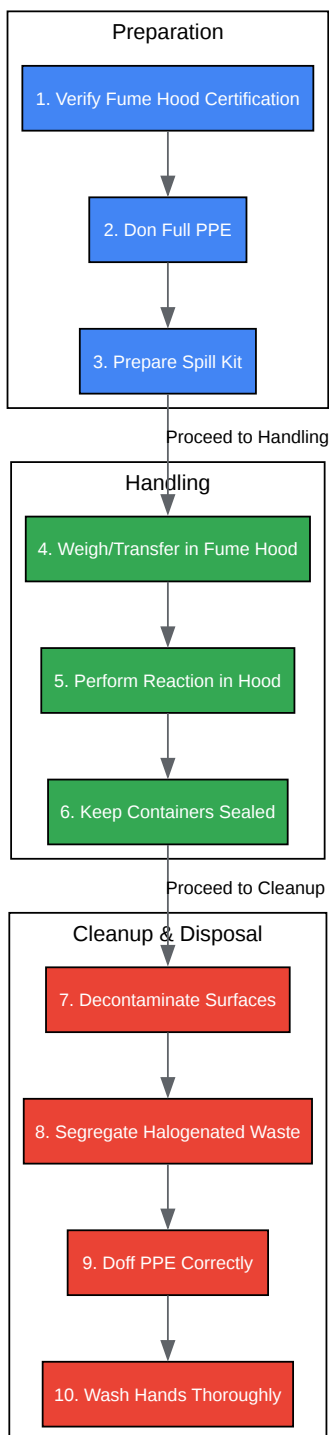 Preparation
1. Verify Fume Hood Certification
2. Don Full PPE
3. Prepare Spill Kit
Proceed to Handling
Handling
4. Weigh/Transfer in Fume Hood
5. Perform Reaction in Hood
6. Keep Containers Sealed
Proceed to Cleanup
Cleanup & Disposal
7. Decontaminate Surfaces
8. Segregate Halogenated Waste
9. Doff PPE Correctly
10. Wash Hands Thoroughly